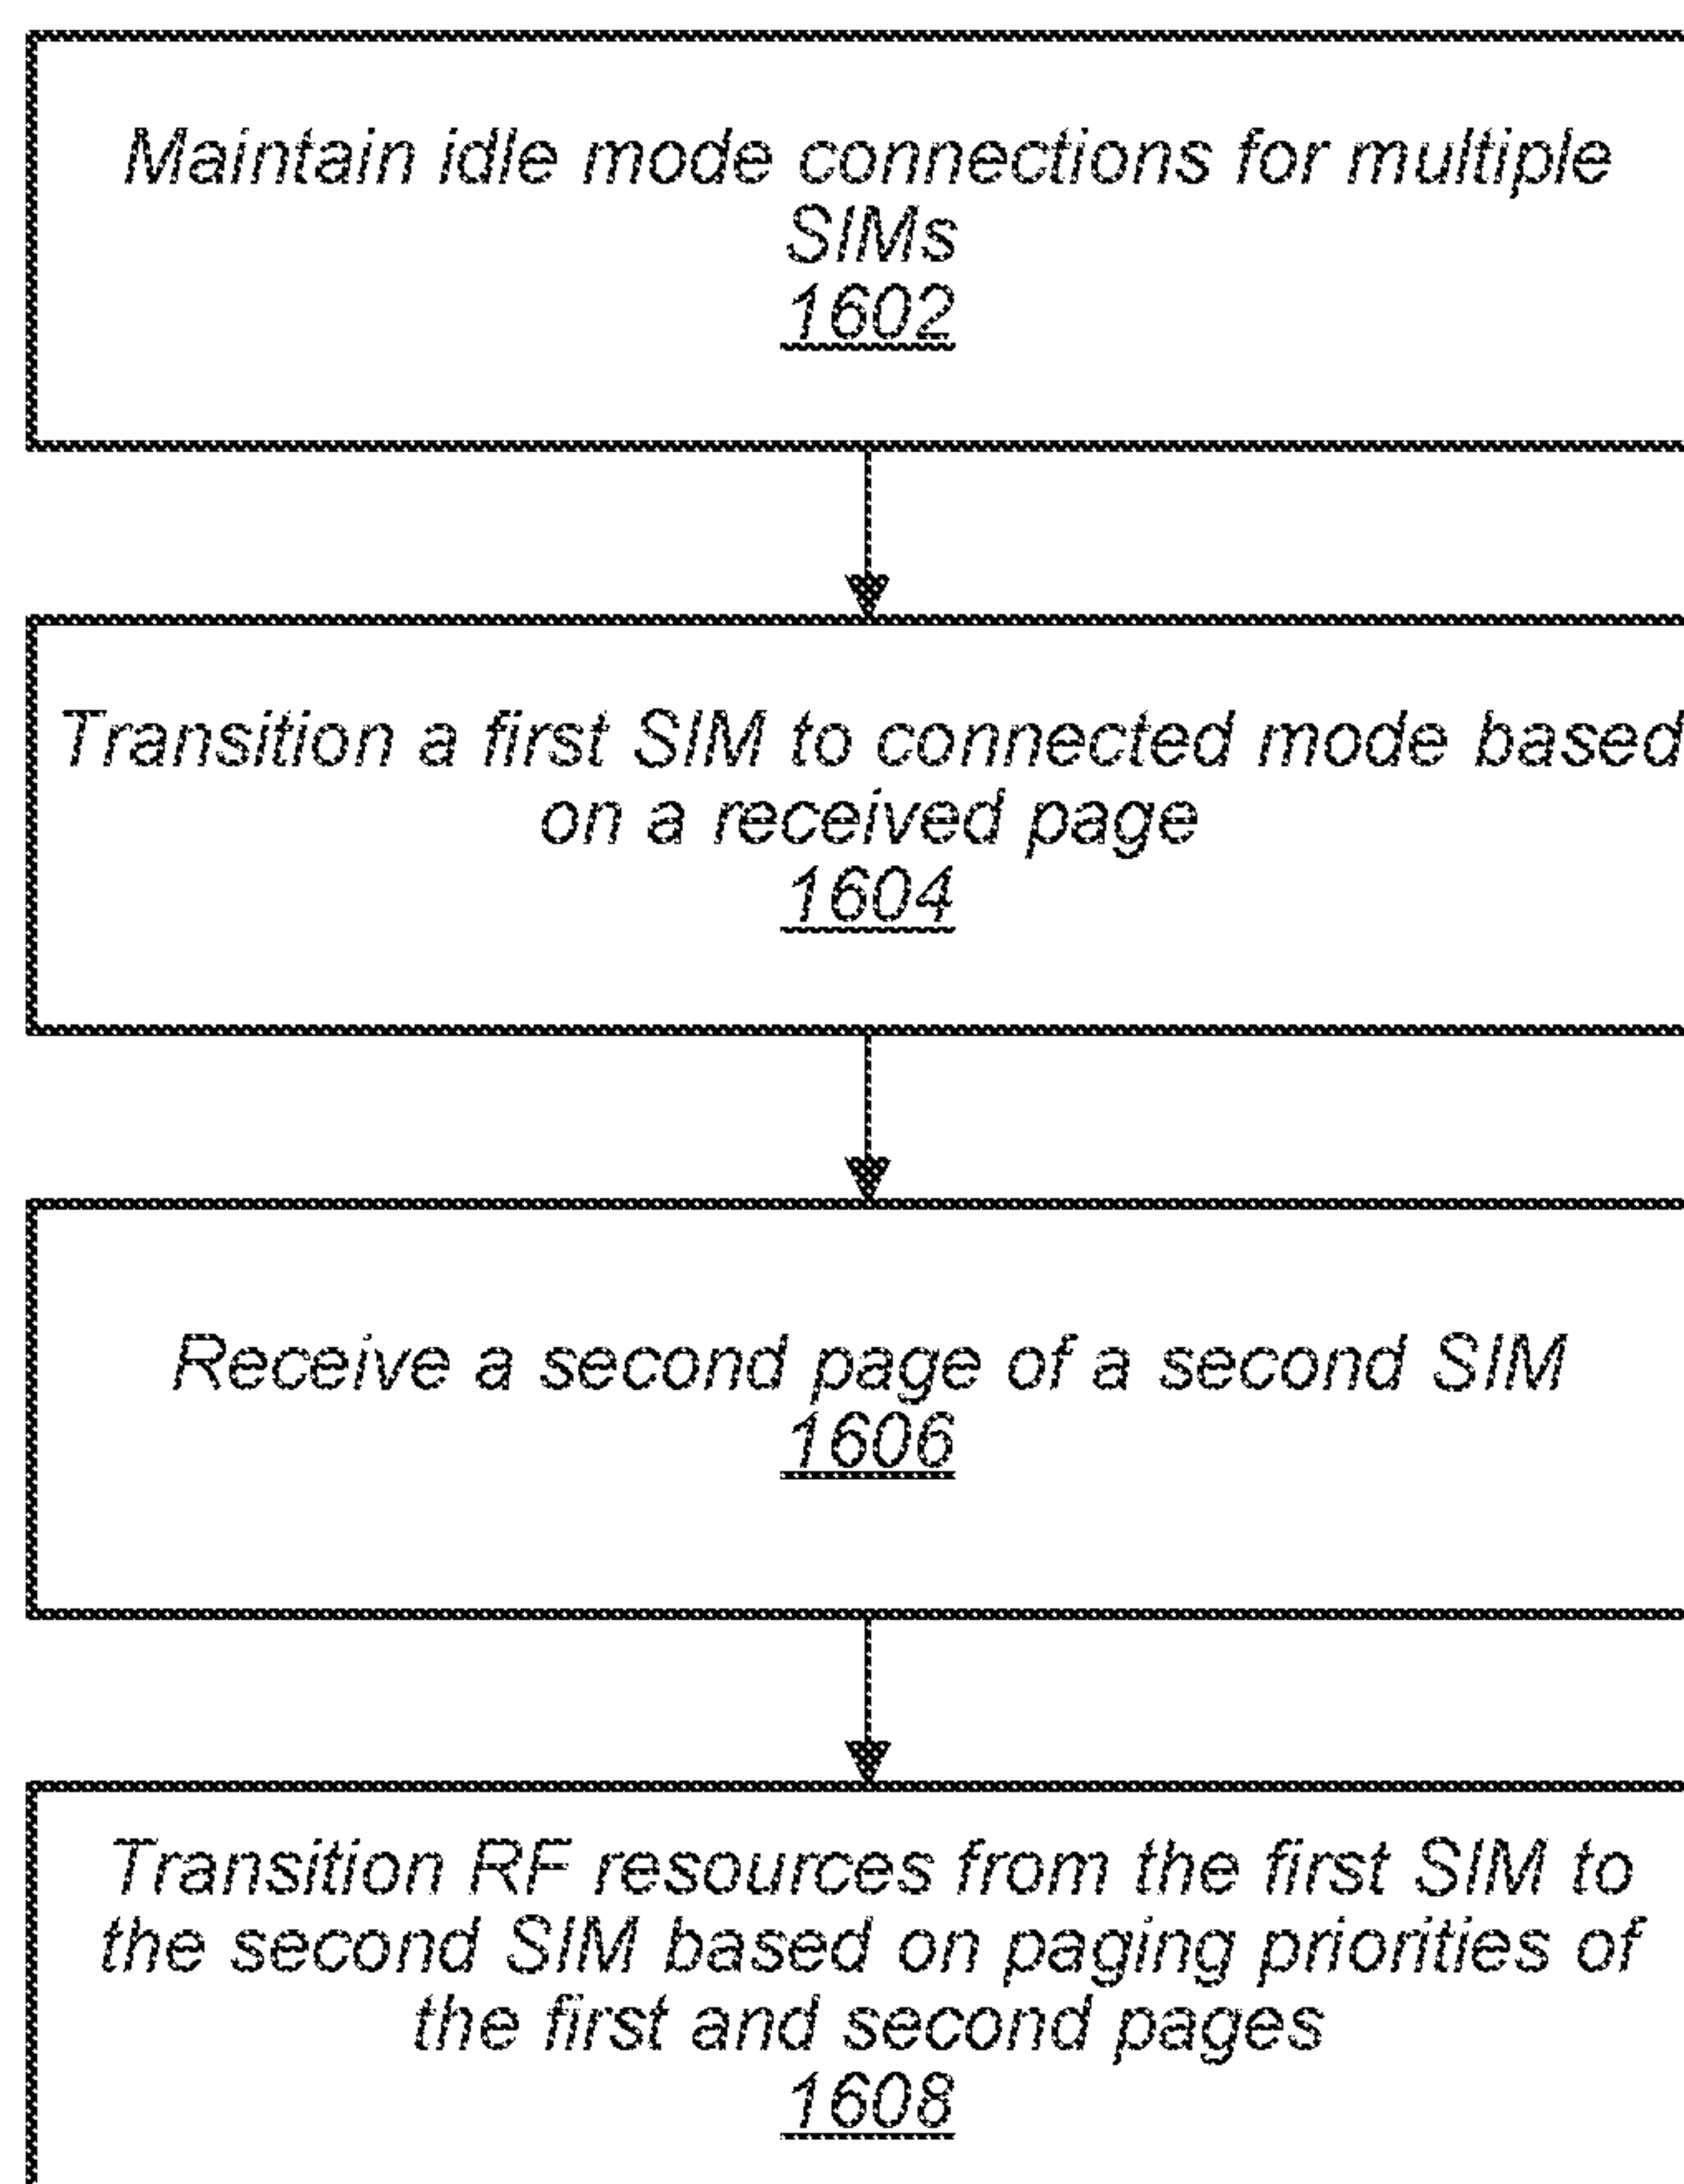 Maintain idle mode connections for multiple
SIMs
1602
Transition a first SIM to connected mode based
on a received page
1604
Receive a second page of a second SIM
1606
Transition RF resources from the first SIM to
the second SIM based on paging priorities of
the first and second pages
1608